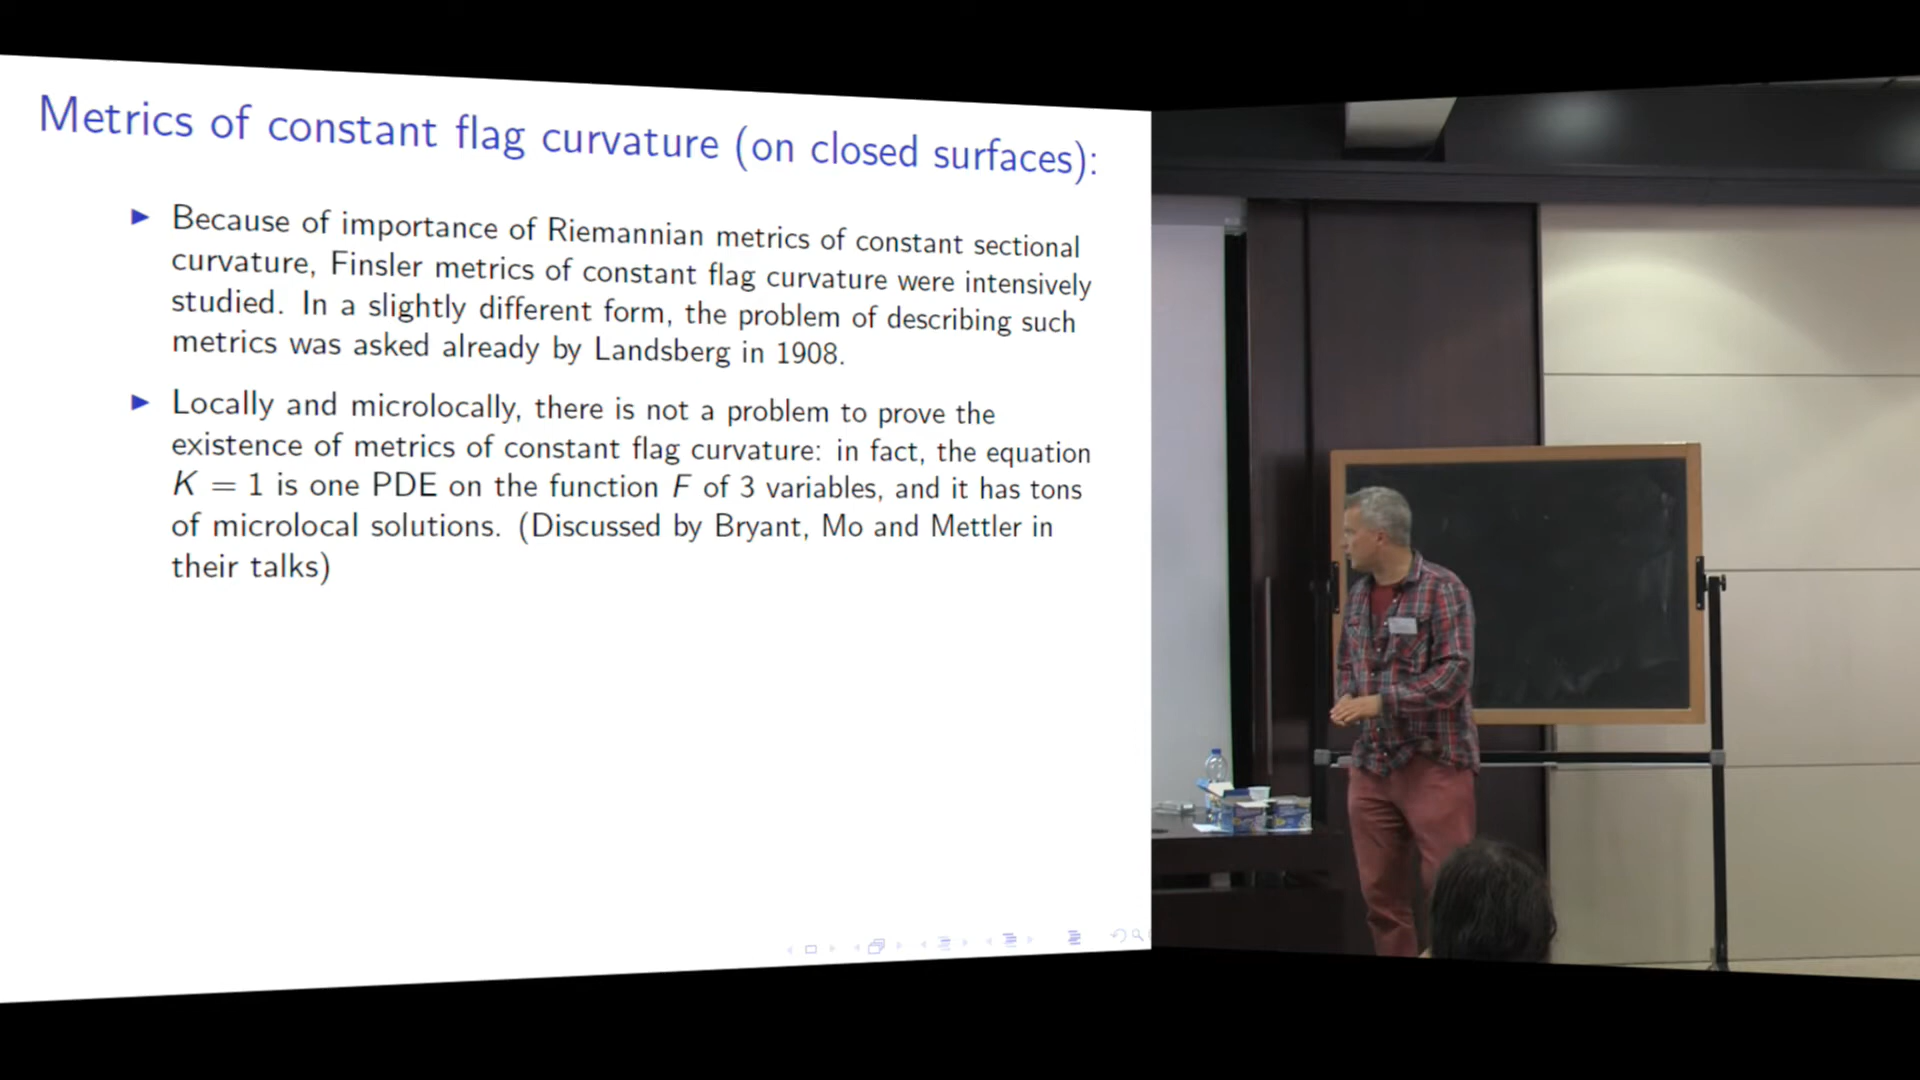 Metrics of constant flag curvature (on closed surfaces):
Because of importance of Riemannian metrics of constant sectional
curvature, Finsler metrics of constant flag curvature were intensively
studied. In a slightly different form, the problem of describing such
metrics was asked already by Landsberg in 1908.
Locally and microlocally, there is not a problem to prove the
existence of metrics of constant flag curvature: in fact, the equation
K = 1 is one PDE on the function F of 3 variables, and it has tons
of microlocal solutions. (Discussed by Bryant, Mo and Mettler in
their talks)